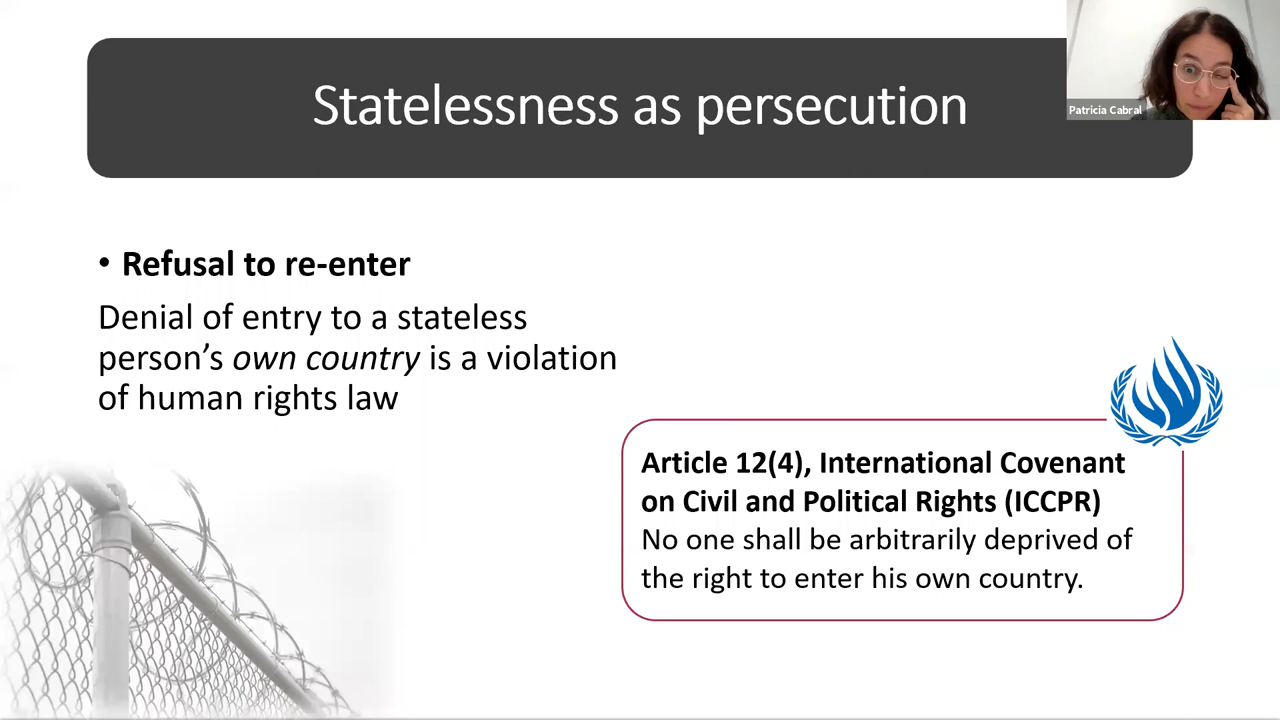 Statelessness as persecution
Patricia Cabral
• Refusal to re-enter
Denial of entry to a stateless
person’s own country is a violation
of human rights law
Article 12(4), International Covenant
on Civil and Political Rights (ICCPR)
No one shall be arbitrarily deprived of
the right to enter his own country.